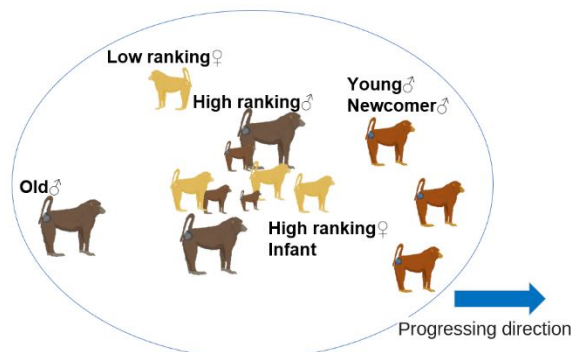 Low ranking♀
High ranking♂
Young♂
Newcomer♂
Old♂
High ranking♀
Infant
Progressing direction